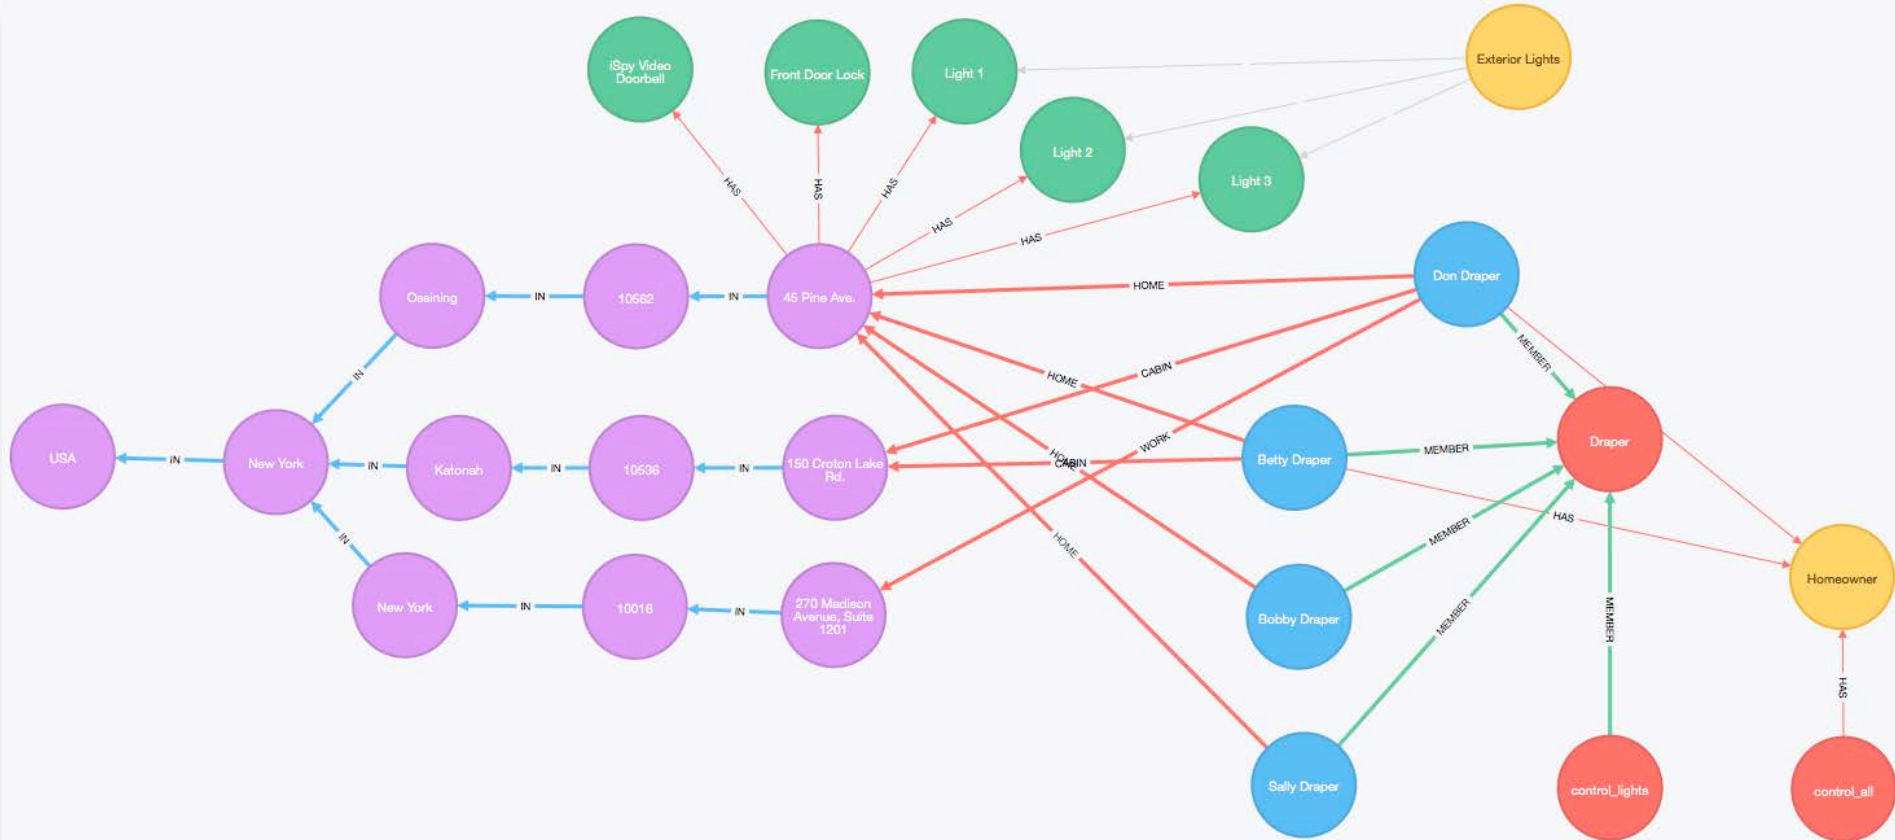 iSpy Video
Doorbell
Front Door Lock
Light 1
Exterior Lights
Light 2
Light 3
HAS
HAS
HAS
HAS
HAS
Ossining
IN
10562
IN
45 Pine Ave.
HOME
Don Draper
IN
HOME
CABIN
MEMBER
USA
IN
New York
IN
Katonah
IN
10536
IN
150 Croton Lake
Rd.
HOME
CABIN
WORK
Betty Draper
MEMBER
Draper
HAS
IN
New York
IN
10016
IN
270 Madison
Avenue, Suite
1201
HOME
Bobby Draper
MEMBER
MEMBER
MEMBER
Homeowner
HAS
Sally Draper
control_lights
control_all